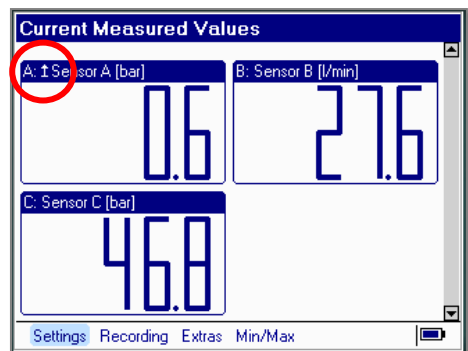 Current Measured Values
A: ↥ Sensor A [bar]
0.6
B: Sensor B [l/min]
27.6
C: Sensor C [bar]
46.8
Settings Recording Extras Min/Max